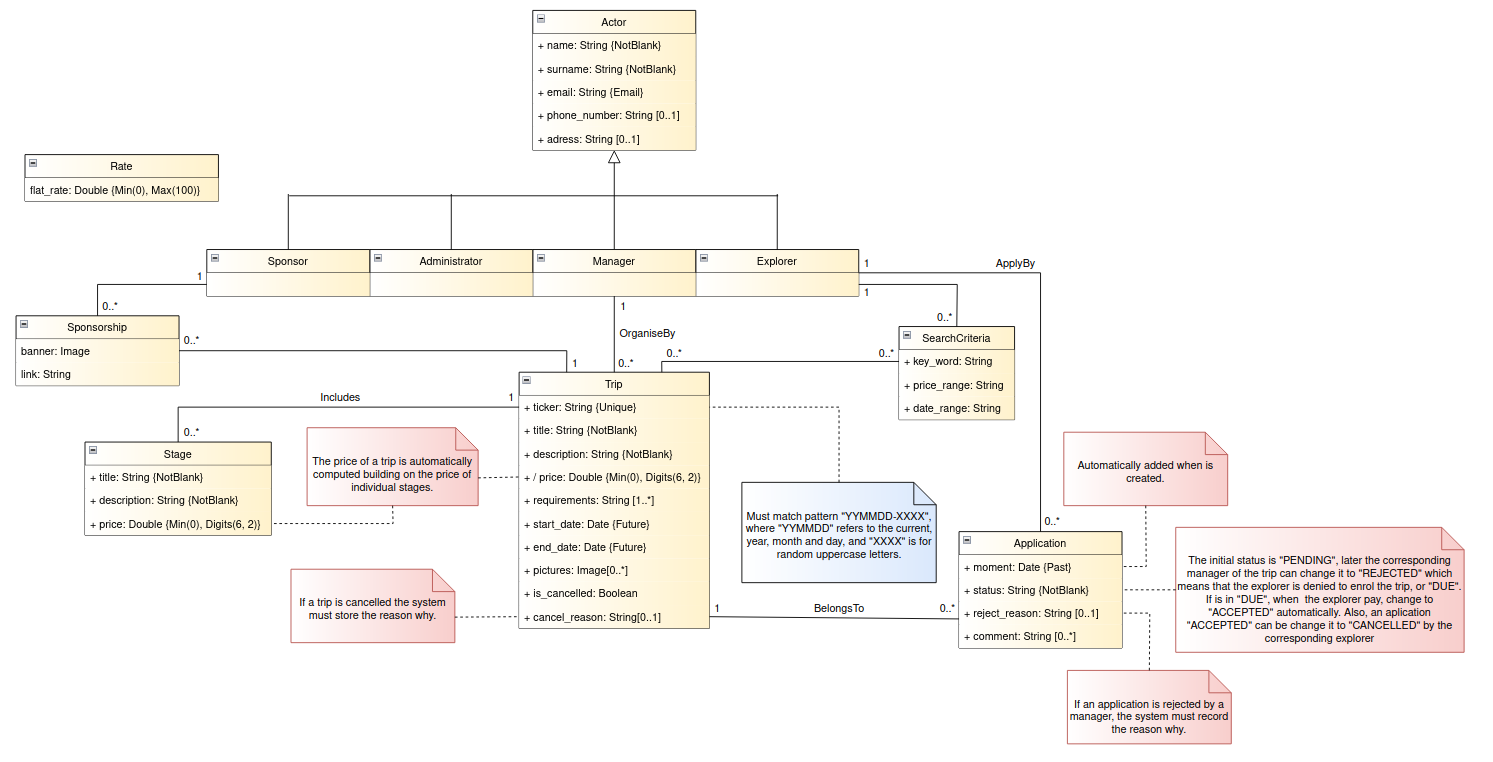 Actor
+ name: String {NotBlank}
+ surname: String {NotBlank}
+ email: String {Email}
+ phone_number: String [0..1]
+ adress: String [0..1]
Rate
flat_rate: Double {Min(0), Max(100)}
Sponsor
Administrator
Manager
Explorer
1
0..*
1
OrganiseBy
0..*
1
ApplyBy
1
0..*
0..*
Sponsorship
banner: Image
link: String
0..*
1
0..*
0..*
SearchCriteria
+ key_word: String
+ price_range: String
+ date_range: String
Includes
1
0..*
Stage
+ title: String {NotBlank}
+ description: String {NotBlank}
+ price: Double {Min(0), Digits(6, 2)}
The price of a trip is automatically
computed building on the price of
individual stages.
If a trip is cancelled the system
must store the reason why.
Trip
+ ticker: String {Unique}
+ title: String {NotBlank}
+ description: String {NotBlank}
+ / price: Double {Min(0), Digits(6, 2)}
+ requirements: String [1..*]
+ start_date: Date {Future}
+ end_date: Date {Future}
+ pictures: Image[0..*]
+ is_cancelled: Boolean
+ cancel_reason: String[0..1]
Must match pattern "YYMMDD-XXXX",
where "YYMMDD" refers to the current,
year, month and day, and "XXXX" is for
random uppercase letters.
1
BelongsTo
0..*
Automatically added when is
created.
Application
+ moment: Date {Past}
+ status: String {NotBlank}
+ reject_reason: String [0..1]
+ comment: String [0..*]
The initial status is "PENDING", later the corresponding
manager of the trip can change it to "REJECTED" which
means that the explorer is denied to enrol the trip, or "DUE".
If is in "DUE", when the explorer pay, change to
"ACCEPTED" automatically. Also, an aplication
"ACCEPTED" can be change it to "CANCELLED" by the
corresponding explorer
If an application is rejected by a
manager, the system must record
the reason why.